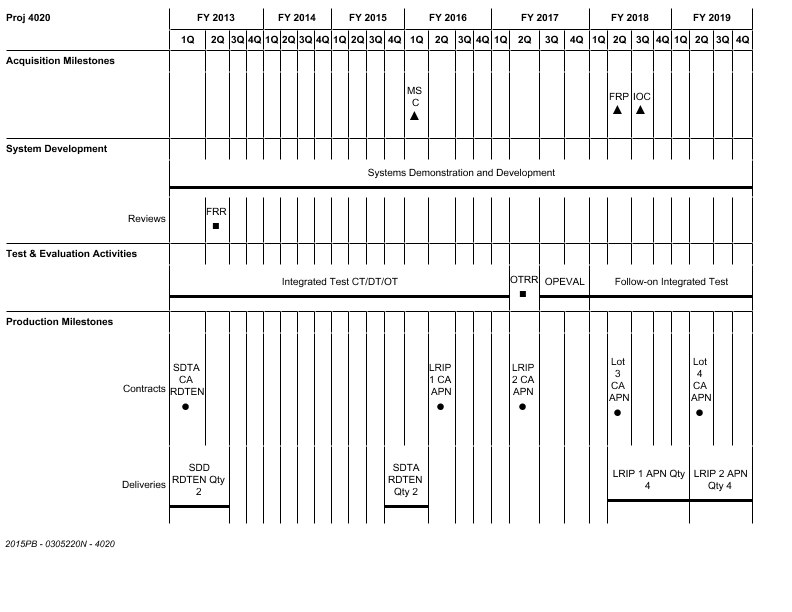 Proj 4020 FY 2013 FY 2014 FY 2015 FY 2016 FY 2017 FY 2018 FY 2019
1Q 2Q 3Q 4Q 1Q 2Q 3Q 4Q 1Q 2Q 3Q 4Q 1Q 2Q 3Q 4Q 1Q 2Q 3Q 4Q 1Q 2Q 3Q 4Q 1Q 2Q 3Q 4Q
Acquisition Milestones
MS
C
FRP IOC
System Development
Systems Demonstration and Development
Reviews
FRR
Test & Evaluation Activities
Integrated Test CT/DT/OT
OTRR
OPEVAL
Follow-on Integrated Test
Production Milestones
Contracts
SDTA
CA
RDTEN
LRIP
1 CA
APN
LRIP
2 CA
APN
Lot
3
CA
APN
Lot
4
CA
APN
Deliveries
SDD
RDTEN Qty
2
SDTA
RDTEN
Qty 2
LRIP 1 APN Qty
4
LRIP 2 APN
Qty 4
2015PB - 0305220N - 4020